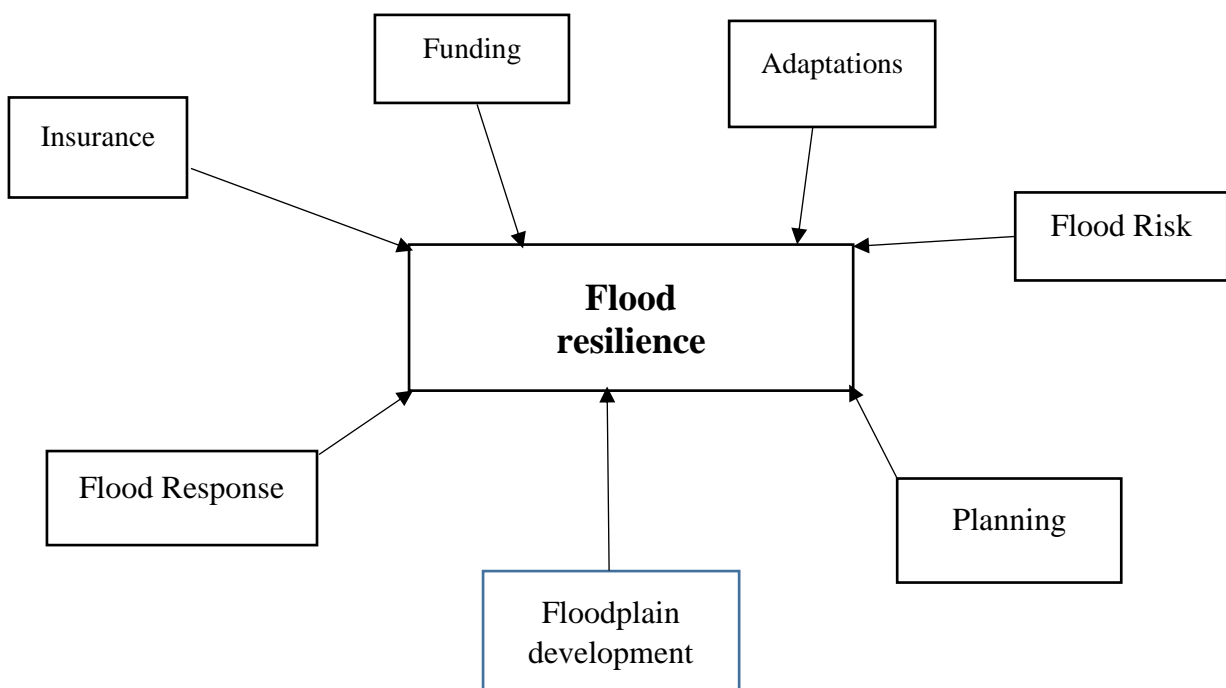 Funding
Adaptations
Insurance
Flood Risk
Flood
resilience
Flood Response
Planning
Floodplain
development